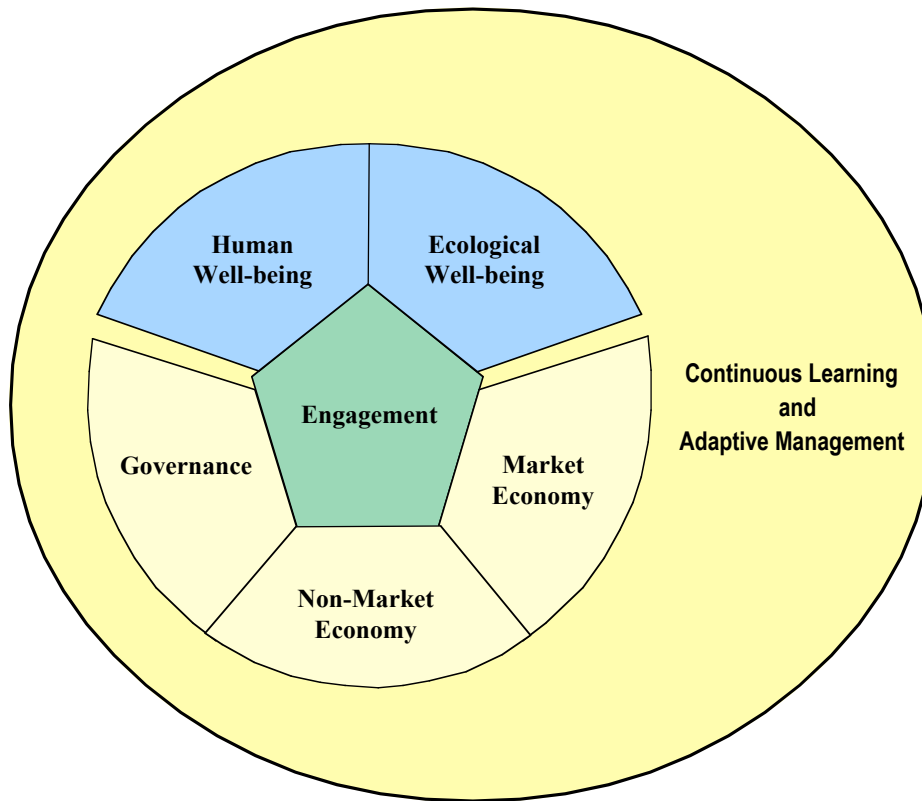 Human
Well-being
Ecological
Well-being
Engagement
Continuous Learning
and
Adaptive Management
Governance
Market
Economy
Non-Market
Economy